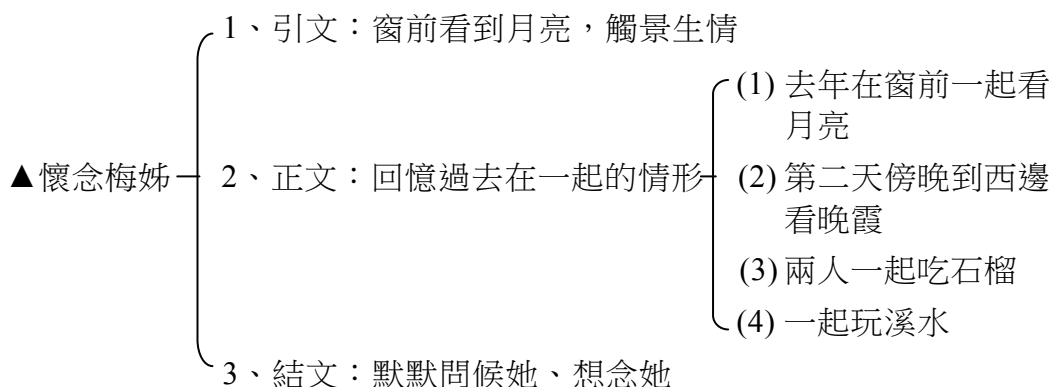 1、引文：窗前看到月亮，觸景生情
▲懷念梅姊
2、正文：回憶過去在一起的情形
(1) 去年在窗前一起看
月亮
(2) 第二天傍晚到西邊
看晚霞
(3) 兩人一起吃石榴
(4) 一起玩溪水
3、結文：默默問候她、想念她